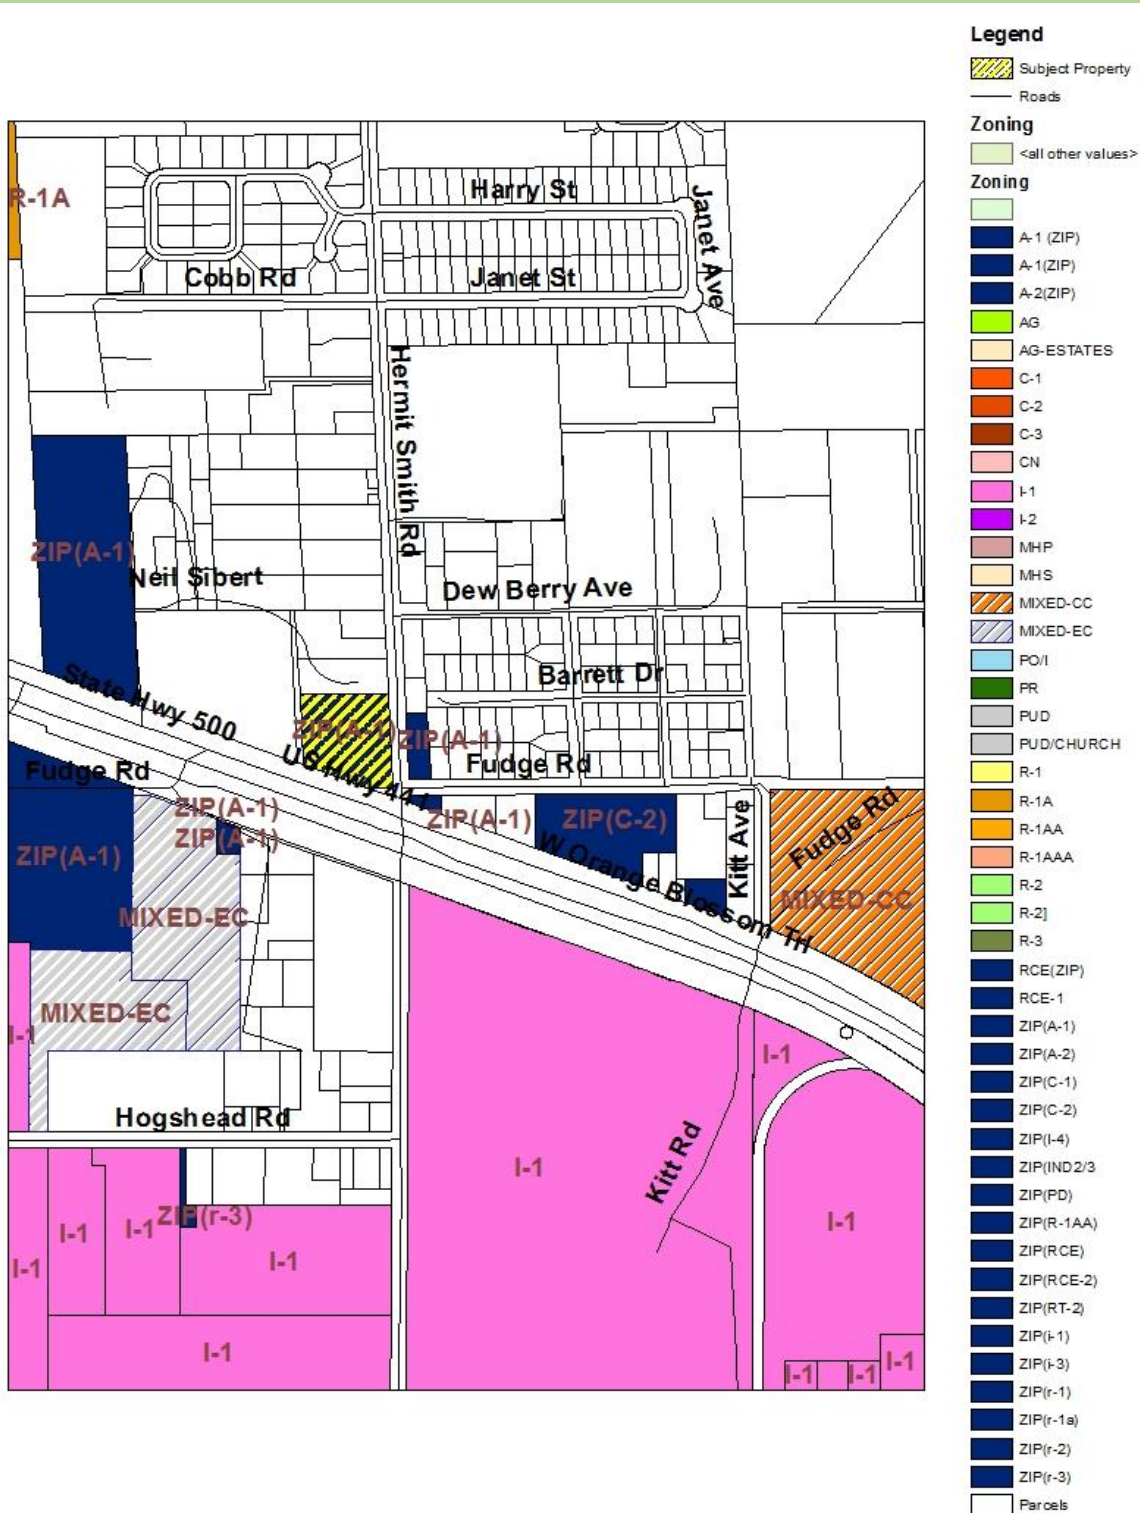 Legend
Subject Property
Roads
Zoning
<all other values>
Zoning
A-1 (ZIP)
A-1(ZIP)
A-2(ZIP)
AG
AG-ESTATES
C-1
C-2
C-3
CN
I-1
I-2
MHP
MHS
MIXED-CC
MIXED-EC
PO/I
PR
PUD
PUD/CHURCH
R-1
R-1A
R-1AA
R-1AAA
R-2
R-2]
R-3
RCE(ZIP)
RCE-1
ZIP(A-1)
ZIP(A-2)
ZIP(C-1)
ZIP(C-2)
ZIP(I-4)
ZIP(IND2/3
ZIP(PD)
ZIP(R-1AA)
ZIP(RCE)
ZIP(RCE-2)
ZIP(RT-2)
ZIP(i-1)
ZIP(i-3)
ZIP(r-1)
ZIP(r-1a)
ZIP(r-2)
ZIP(r-3)
Parcels
R-1A
Harry St
Janet Ave
Cobb Rd
Janet St
Hermit Smith Rd
ZIP(A-1)
Neil Sibert
Dew Berry Ave
Barrett Dr
State Hwy 500
ZIP(A-1)
ZIP(A-1)
US Hwy 441
Fudge Rd
Fudge Rd
ZIP(A-1)
ZIP(A-1)
ZIP(A-1)
ZIP(A-1)
ZIP(C-2)
W Orange Blossom Trl
Kitt Ave
Fudge Rd
MIXED-CC
MIXED-EC
MIXED-EC
I-1
I-1
Hogshead Rd
Kitt Rd
I-1
I-1
I-1
I-1
ZIP(r-3)
I-1
I-1
I-1
I-1
I-1
I-1
I-1